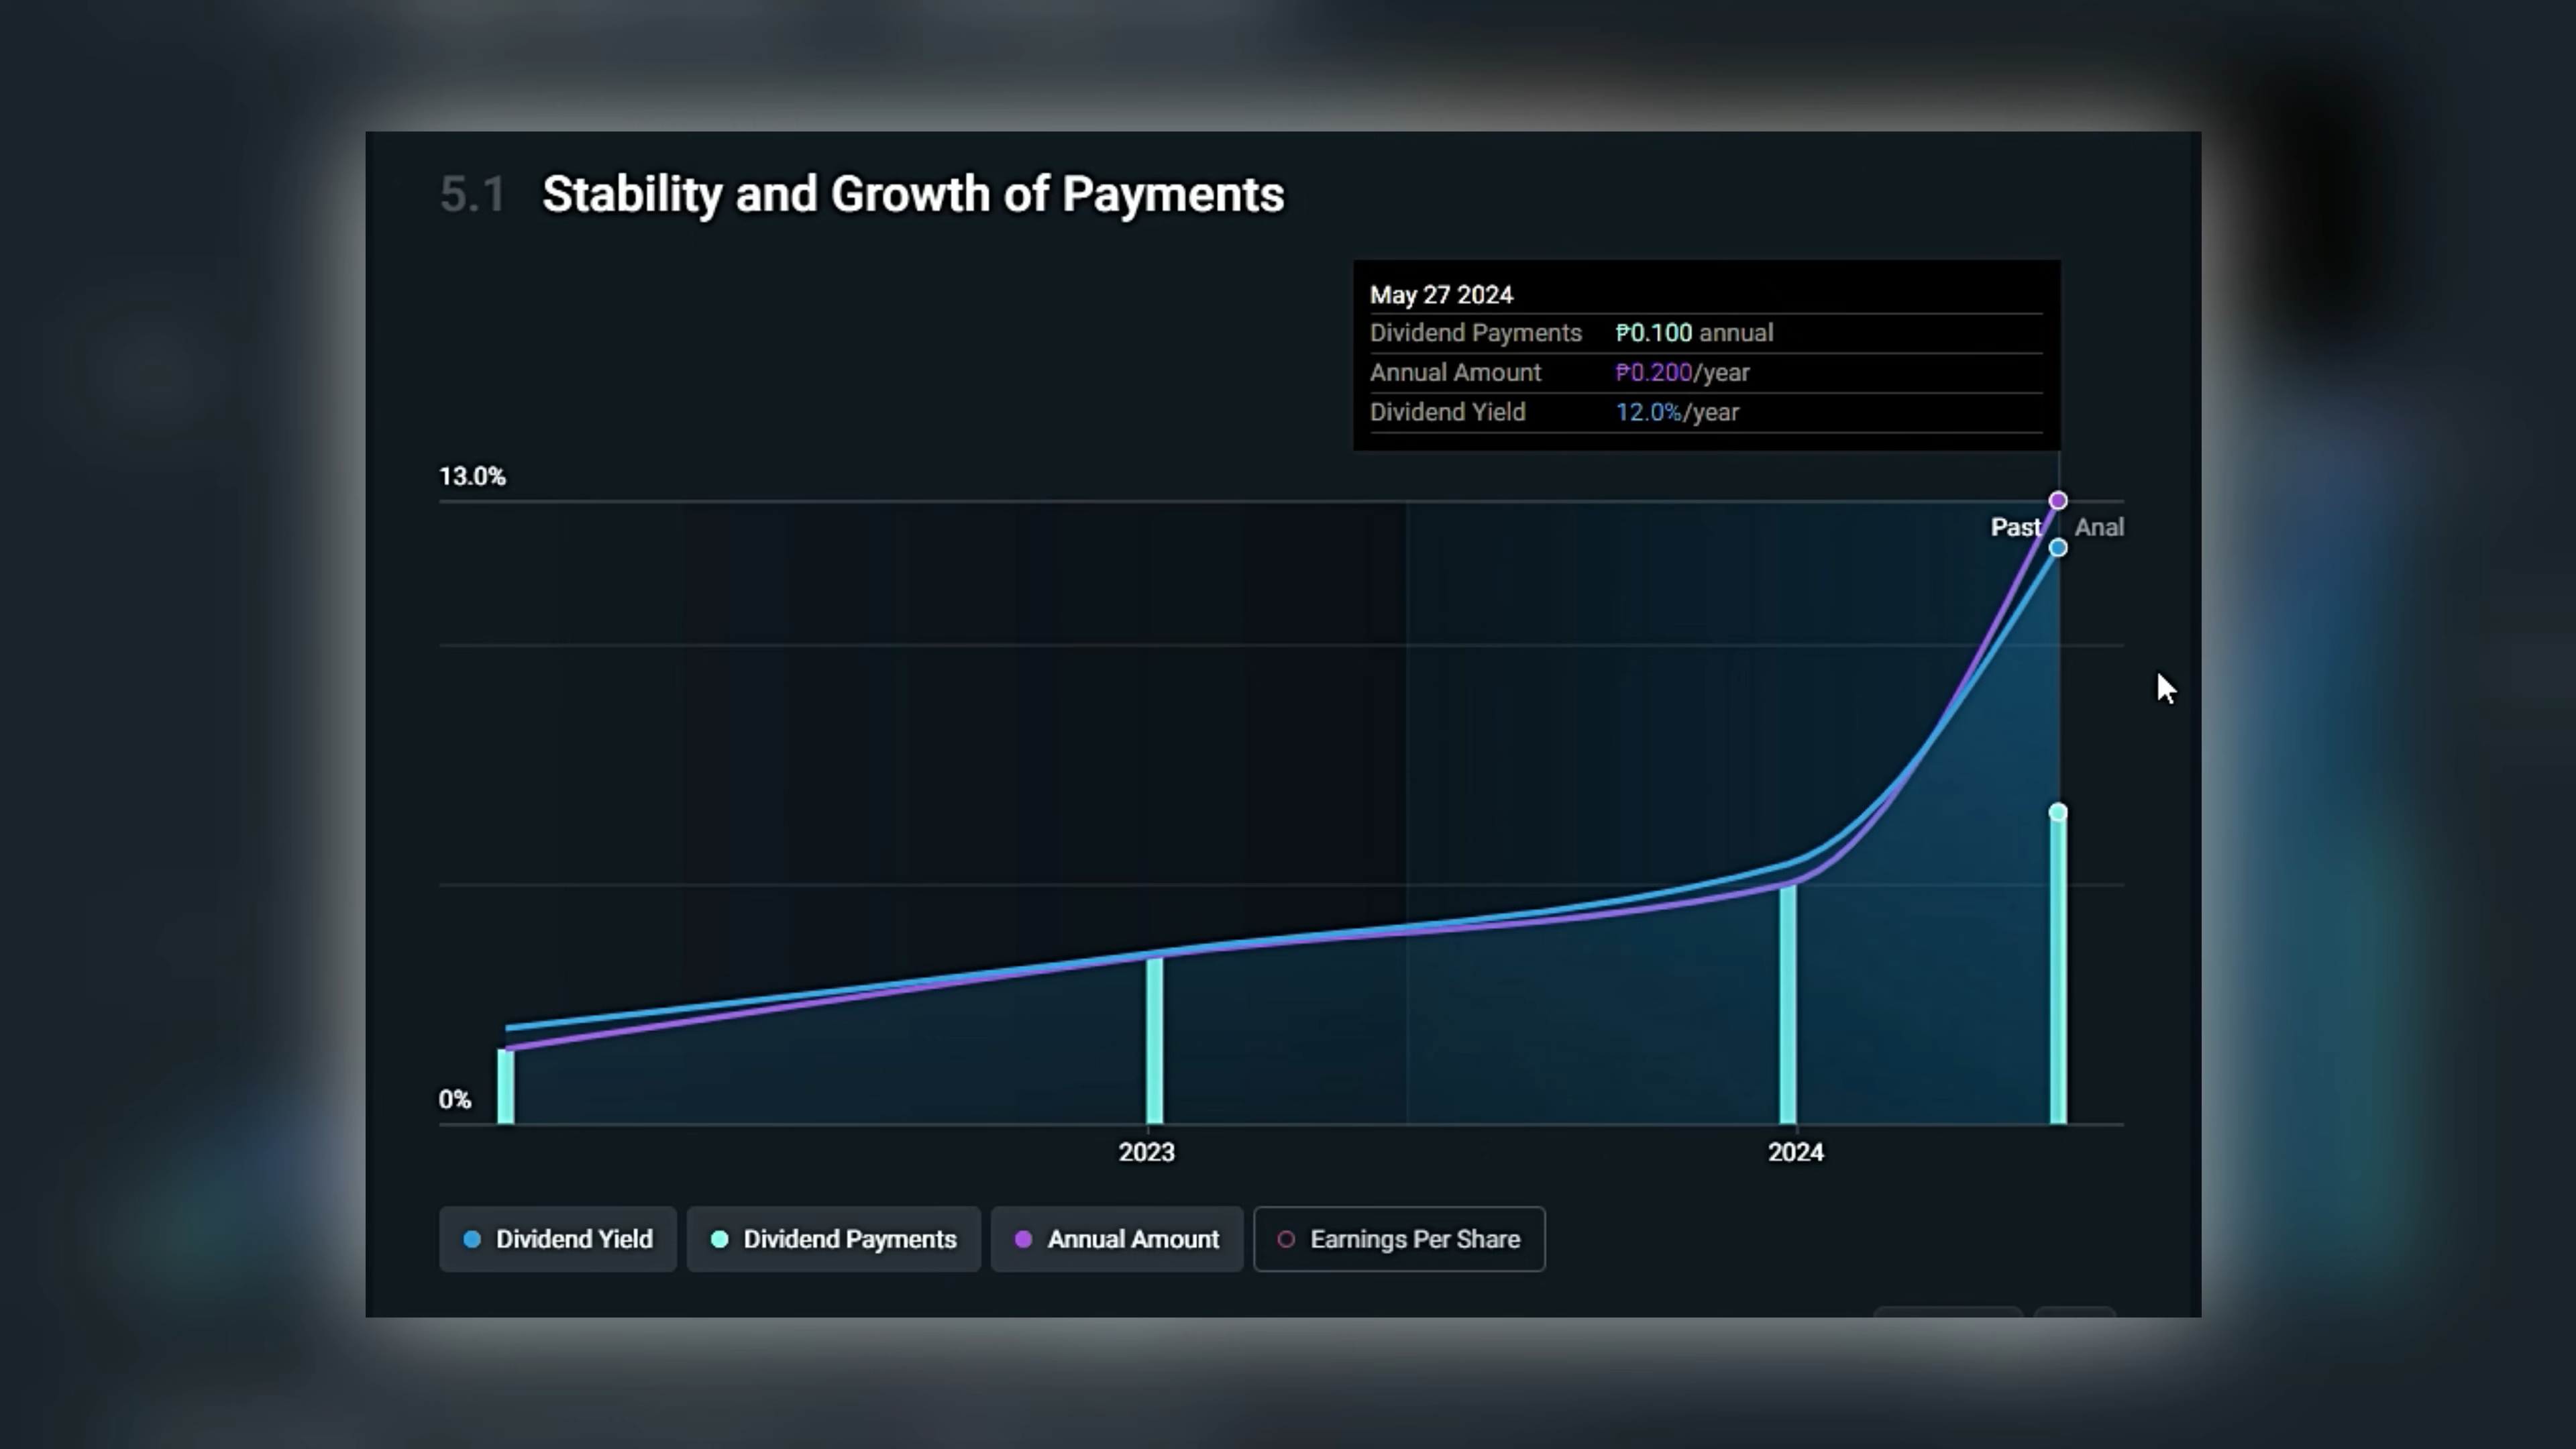 5.1 Stability and Growth of Payments
May 27 2024
Dividend Payments ₱0.100 annual
Annual Amount ₱0.200/year
Dividend Yield 12.0%/year
13.0%
Past Anal
0%
2023 2024
Dividend Yield Dividend Payments Annual Amount Earnings Per Share